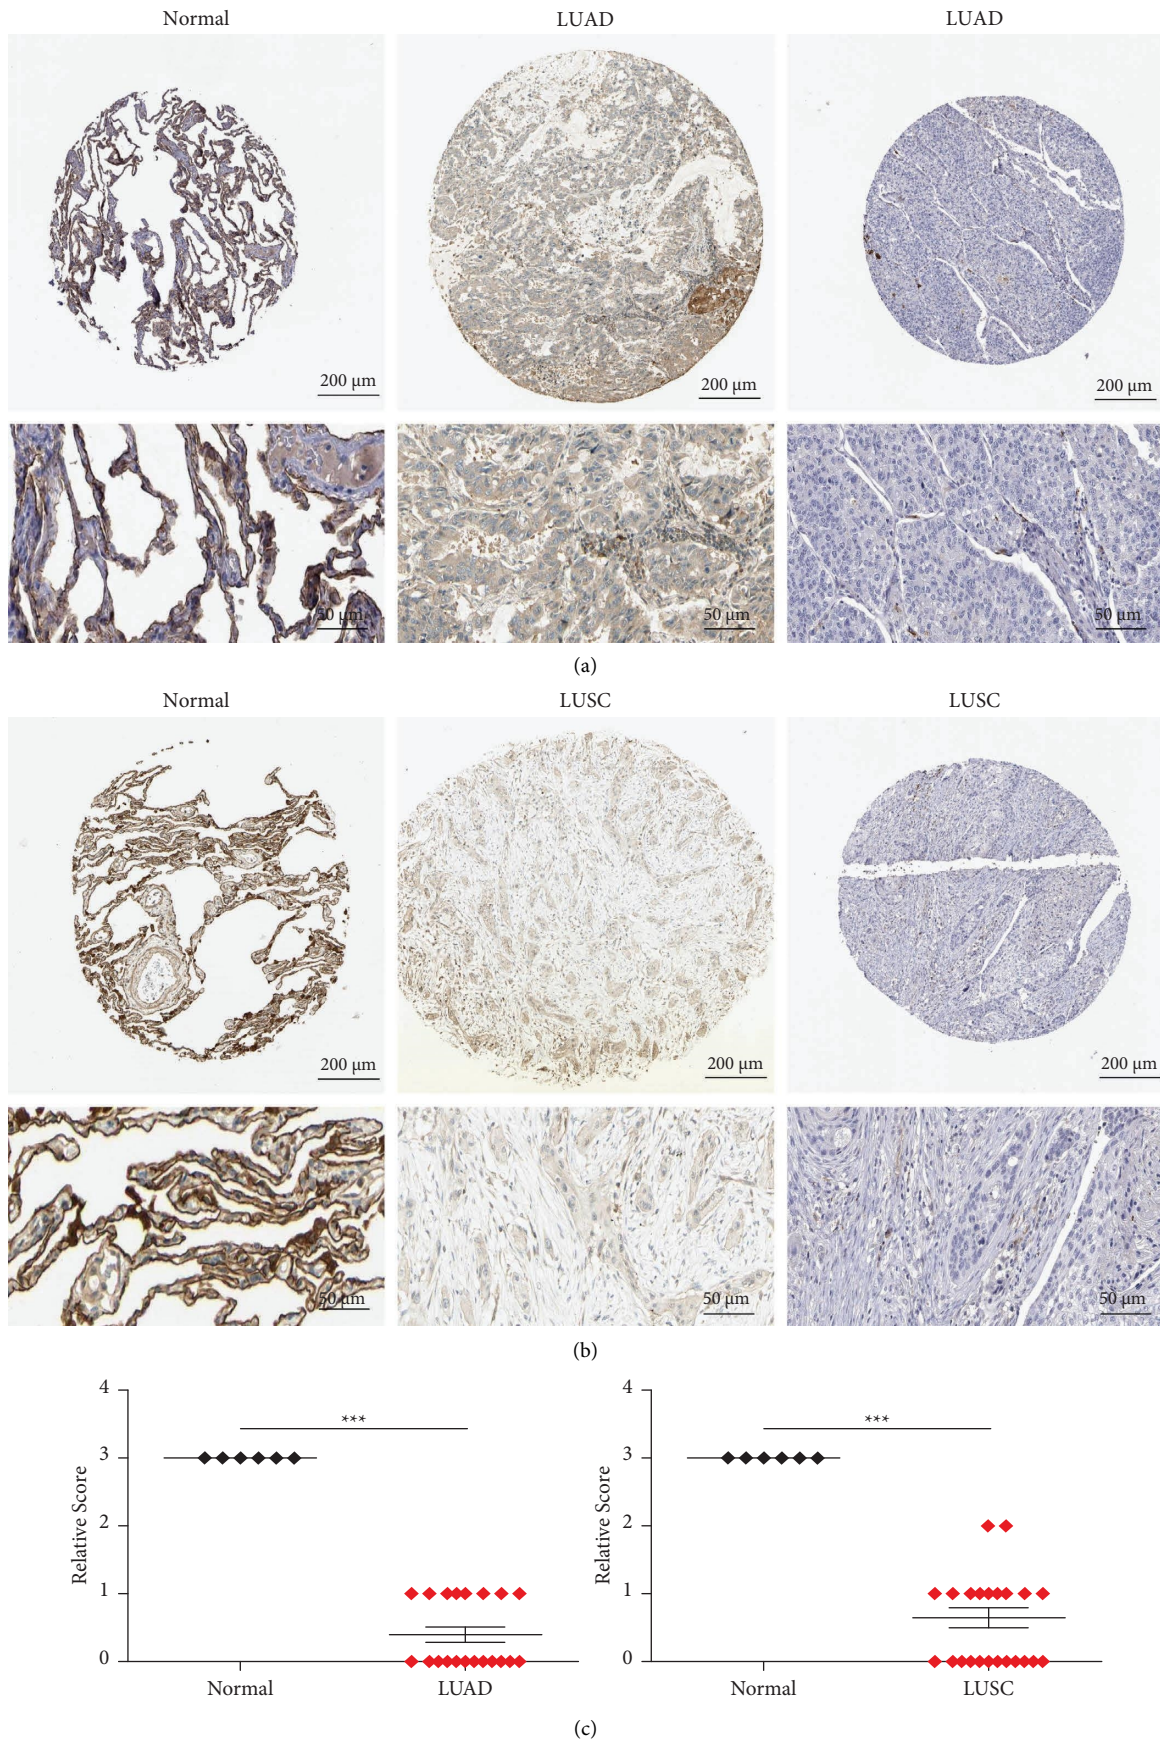 Normal LUAD LUAD
200 μm 200 μm 200 μm
50 μm 50 μm 50 μm
(a)
Normal LUSC LUSC
200 μm 200 μm 200 μm
50 μm 50 μm 50 μm
(b)
4 4
*** ***
3 3
2 2
1 1
0 0
Relative Score Relative Score
Normal LUAD Normal LUSC
(c)